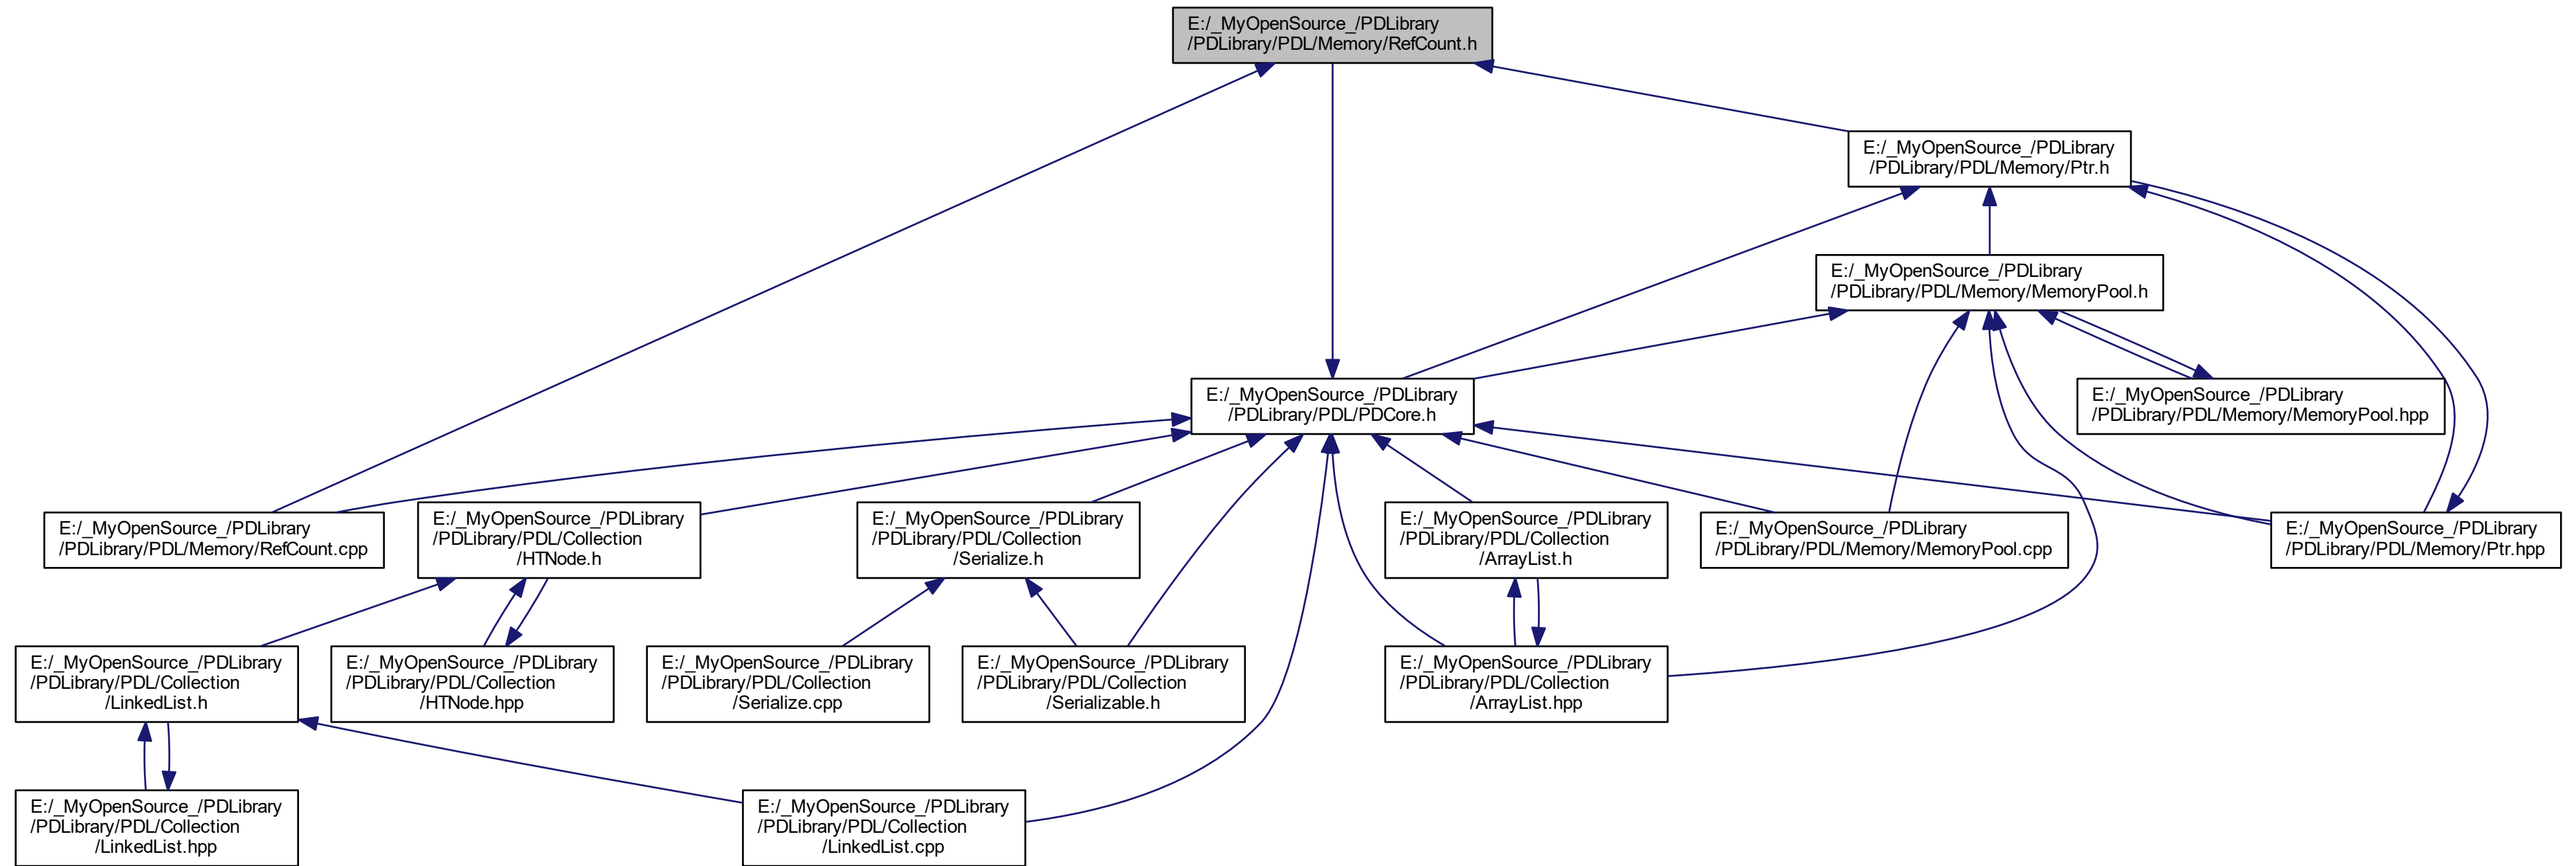 E:/_MyOpenSource_/PDLibrary
/PDLibrary/PDL/Memory/RefCount.h
E:/_MyOpenSource_/PDLibrary
/PDLibrary/PDL/Memory/Ptr.h
E:/_MyOpenSource_/PDLibrary
/PDLibrary/PDL/Memory/MemoryPool.h
E:/_MyOpenSource_/PDLibrary
/PDLibrary/PDL/PDCore.h
E:/_MyOpenSource_/PDLibrary
/PDLibrary/PDL/Memory/MemoryPool.hpp
E:/_MyOpenSource_/PDLibrary
/PDLibrary/PDL/Memory/RefCount.cpp
E:/_MyOpenSource_/PDLibrary
/PDLibrary/PDL/Collection
/HTNode.h
E:/_MyOpenSource_/PDLibrary
/PDLibrary/PDL/Collection
/Serialize.h
E:/_MyOpenSource_/PDLibrary
/PDLibrary/PDL/Collection
/ArrayList.h
E:/_MyOpenSource_/PDLibrary
/PDLibrary/PDL/Memory/MemoryPool.cpp
E:/_MyOpenSource_/PDLibrary
/PDLibrary/PDL/Memory/Ptr.hpp
E:/_MyOpenSource_/PDLibrary
/PDLibrary/PDL/Collection
/LinkedList.h
E:/_MyOpenSource_/PDLibrary
/PDLibrary/PDL/Collection
/HTNode.hpp
E:/_MyOpenSource_/PDLibrary
/PDLibrary/PDL/Collection
/Serialize.cpp
E:/_MyOpenSource_/PDLibrary
/PDLibrary/PDL/Collection
/Serializable.h
E:/_MyOpenSource_/PDLibrary
/PDLibrary/PDL/Collection
/ArrayList.hpp
E:/_MyOpenSource_/PDLibrary
/PDLibrary/PDL/Collection
/LinkedList.hpp
E:/_MyOpenSource_/PDLibrary
/PDLibrary/PDL/Collection
/LinkedList.cpp